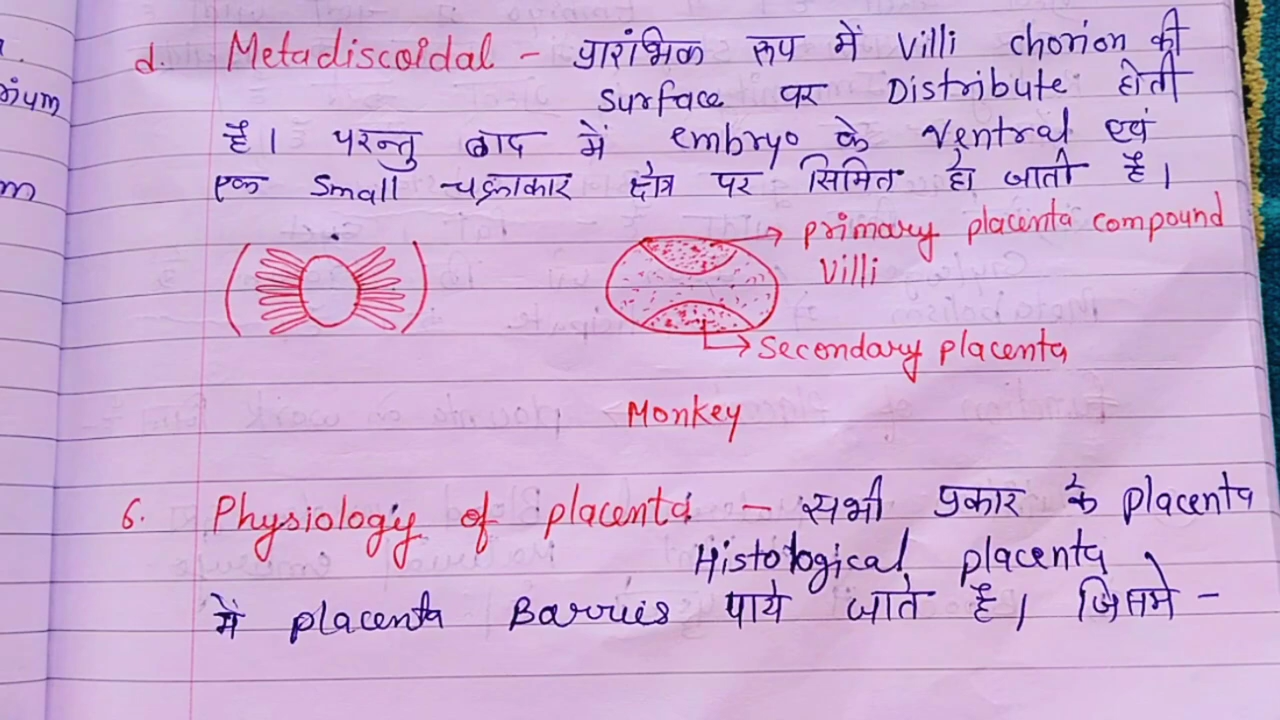 d. Metadiscoidal - प्रारंभिक रूप में Villi chorion की
Surface पर Distribute होती
है। परन्तु बाद में embryo के Ventral एवं
एक Small चक्राकार क्षेत्र पर सिमित हो जाती है।
primary placenta compound
Villi
Secondary placenta
Monkey
6. Physiology of placenta - सभी प्रकार के placenta
Histological placenta
में placenta Barries पाये जाते है। जिसमे -